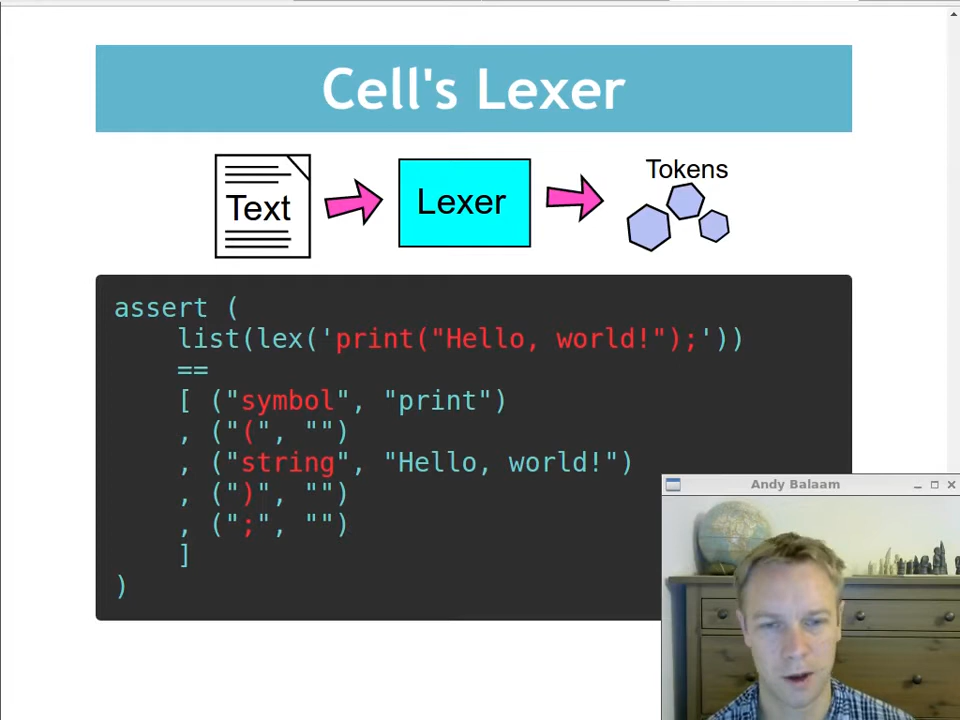 Cell's Lexer
Text
Lexer
Tokens
assert (
    list(lex('print("Hello, world!");'))
    ==
    [ ("symbol", "print")
    , ("(", "")
    , ("string", "Hello, world!")
    , (")", "")
    , (";", "")
    ]
)
Andy Balaam